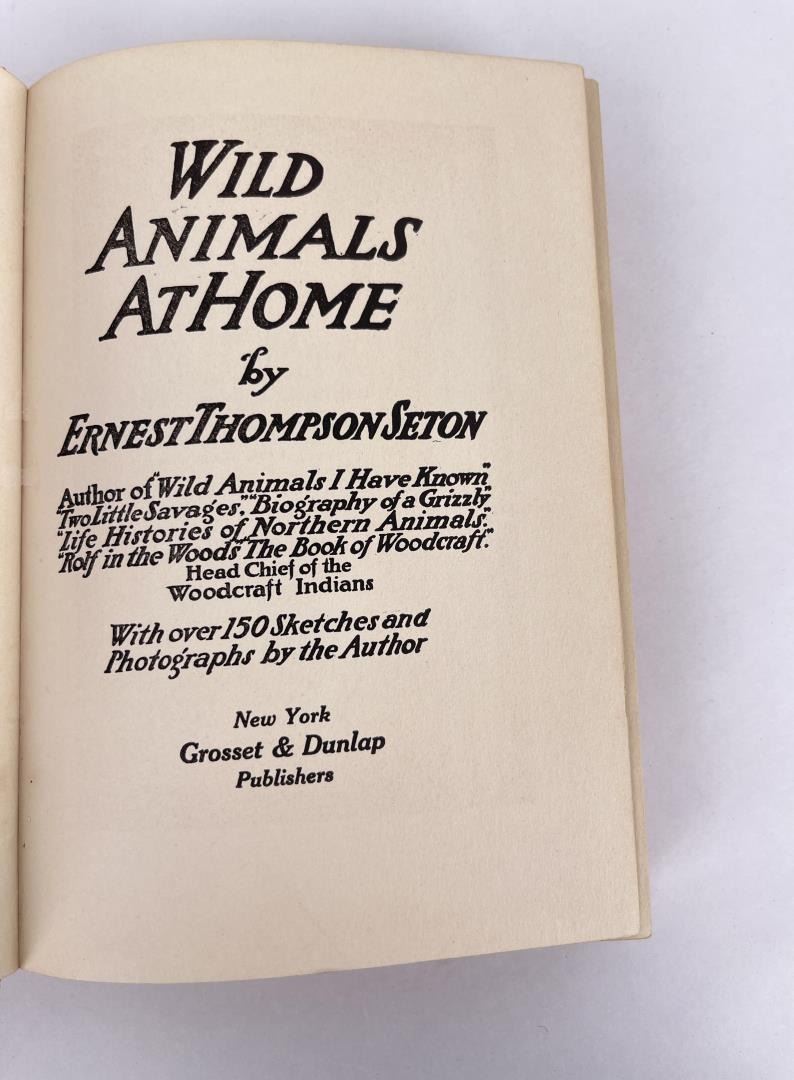 WILD
ANIMALS
AT HOME
by
ERNEST THOMPSON SETON
Author of "Wild Animals I Have Known"
"Two Little Savages," "Biography of a Grizzly"
"Life Histories of Northern Animals."
"Rolf in the Woods" "The Book of Woodcraft."
Head Chief of the
Woodcraft Indians
With over 150 Sketches and
Photographs by the Author
New York
Grosset & Dunlap
Publishers